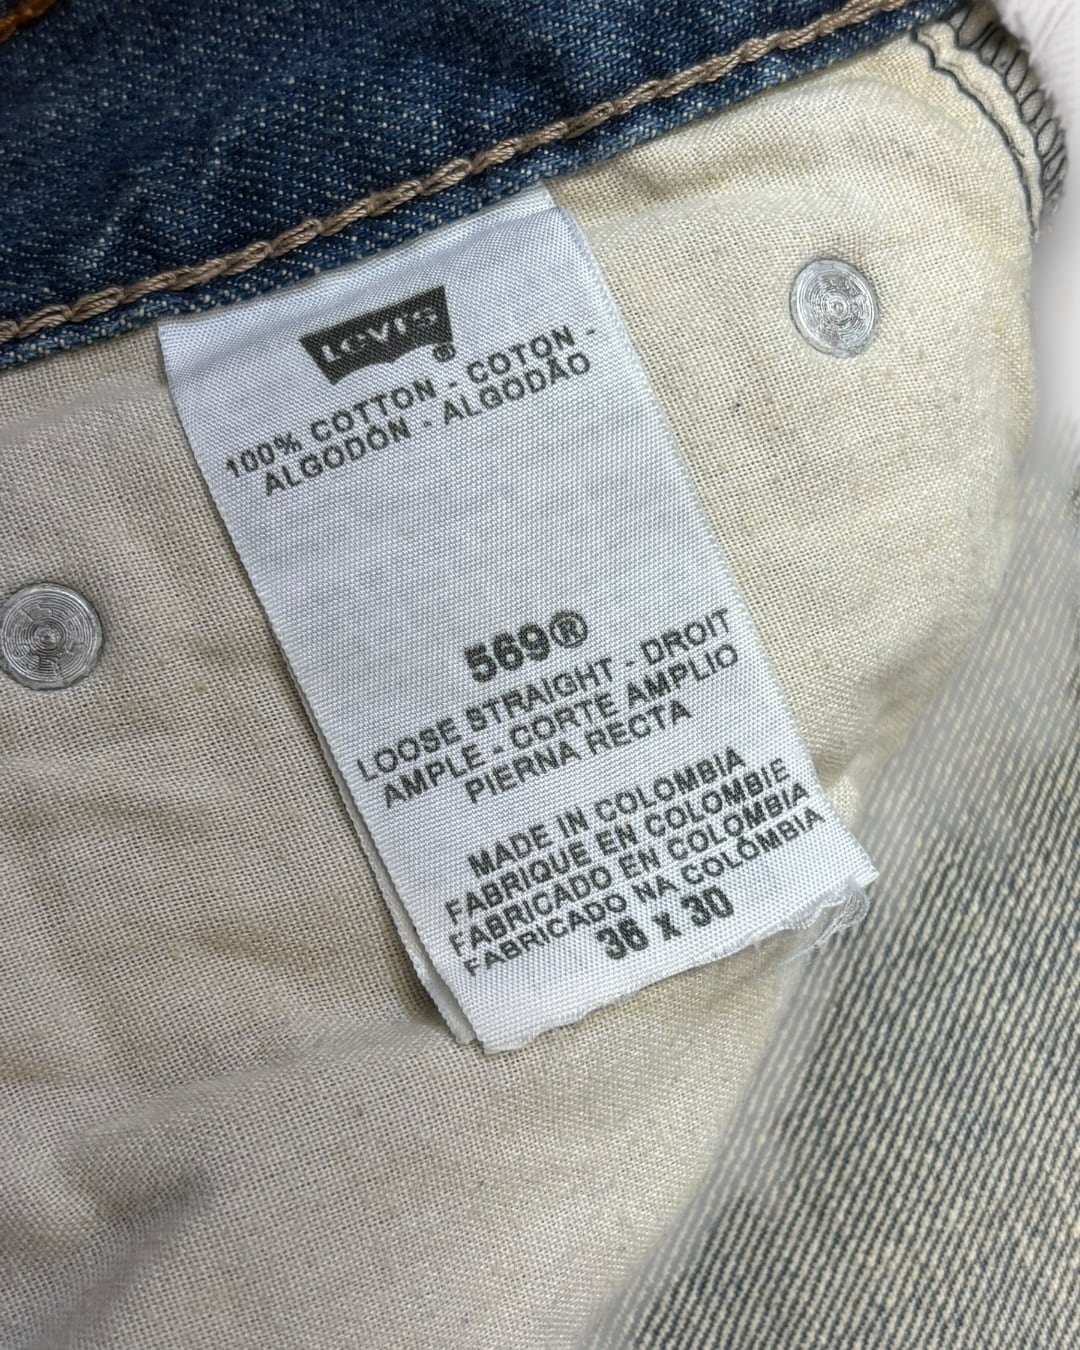 Levi's
®
100% COTTON - COTON -
ALGODÓN - ALGODÃO
569®
LOOSE STRAIGHT - DROIT
AMPLE - CORTE AMPLIO
PIERNA RECTA
MADE IN COLOMBIA
FABRIQUE EN COLOMBIE
FABRICADO EN COLOMBIA
FABRICADO NA COLÔMBIA
36 X 30